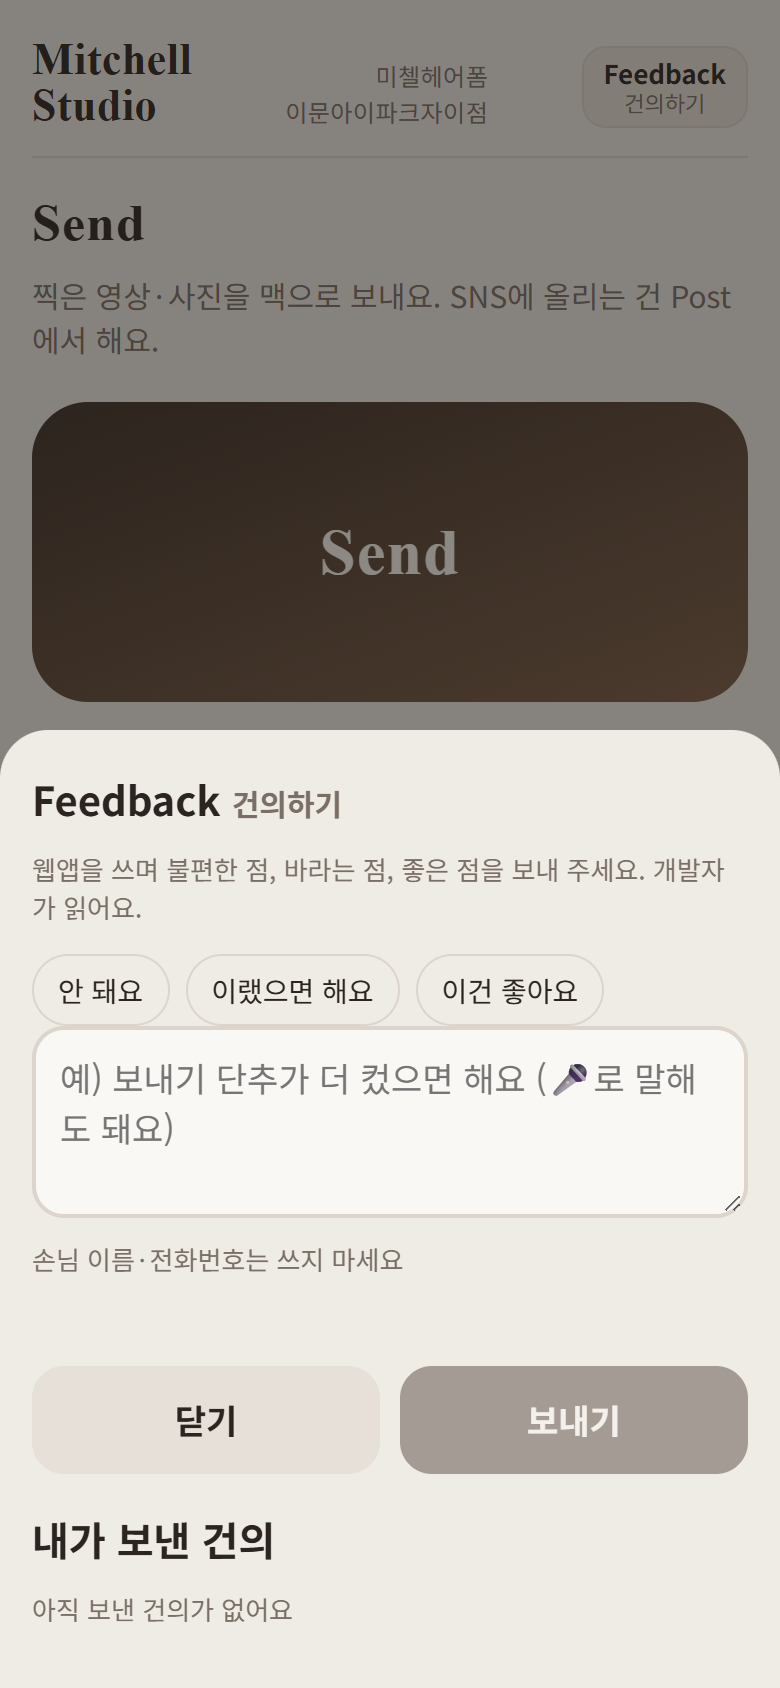 Mitchell
Studio
미첼헤어폼
이문아이파크자이점
Feedback
건의하기
Send
찍은 영상·사진을 맥으로 보내요. SNS에 올리는 건 Post
에서 해요.
Send
Feedback 건의하기
웹앱을 쓰며 불편한 점, 바라는 점, 좋은 점을 보내 주세요. 개발자
가 읽어요.
안 돼요
이랬으면 해요
이건 좋아요
예) 보내기 단추가 더 컸으면 해요 (🎤로 말해
도 돼요)
손님 이름·전화번호는 쓰지 마세요
닫기
보내기
내가 보낸 건의
아직 보낸 건의가 없어요